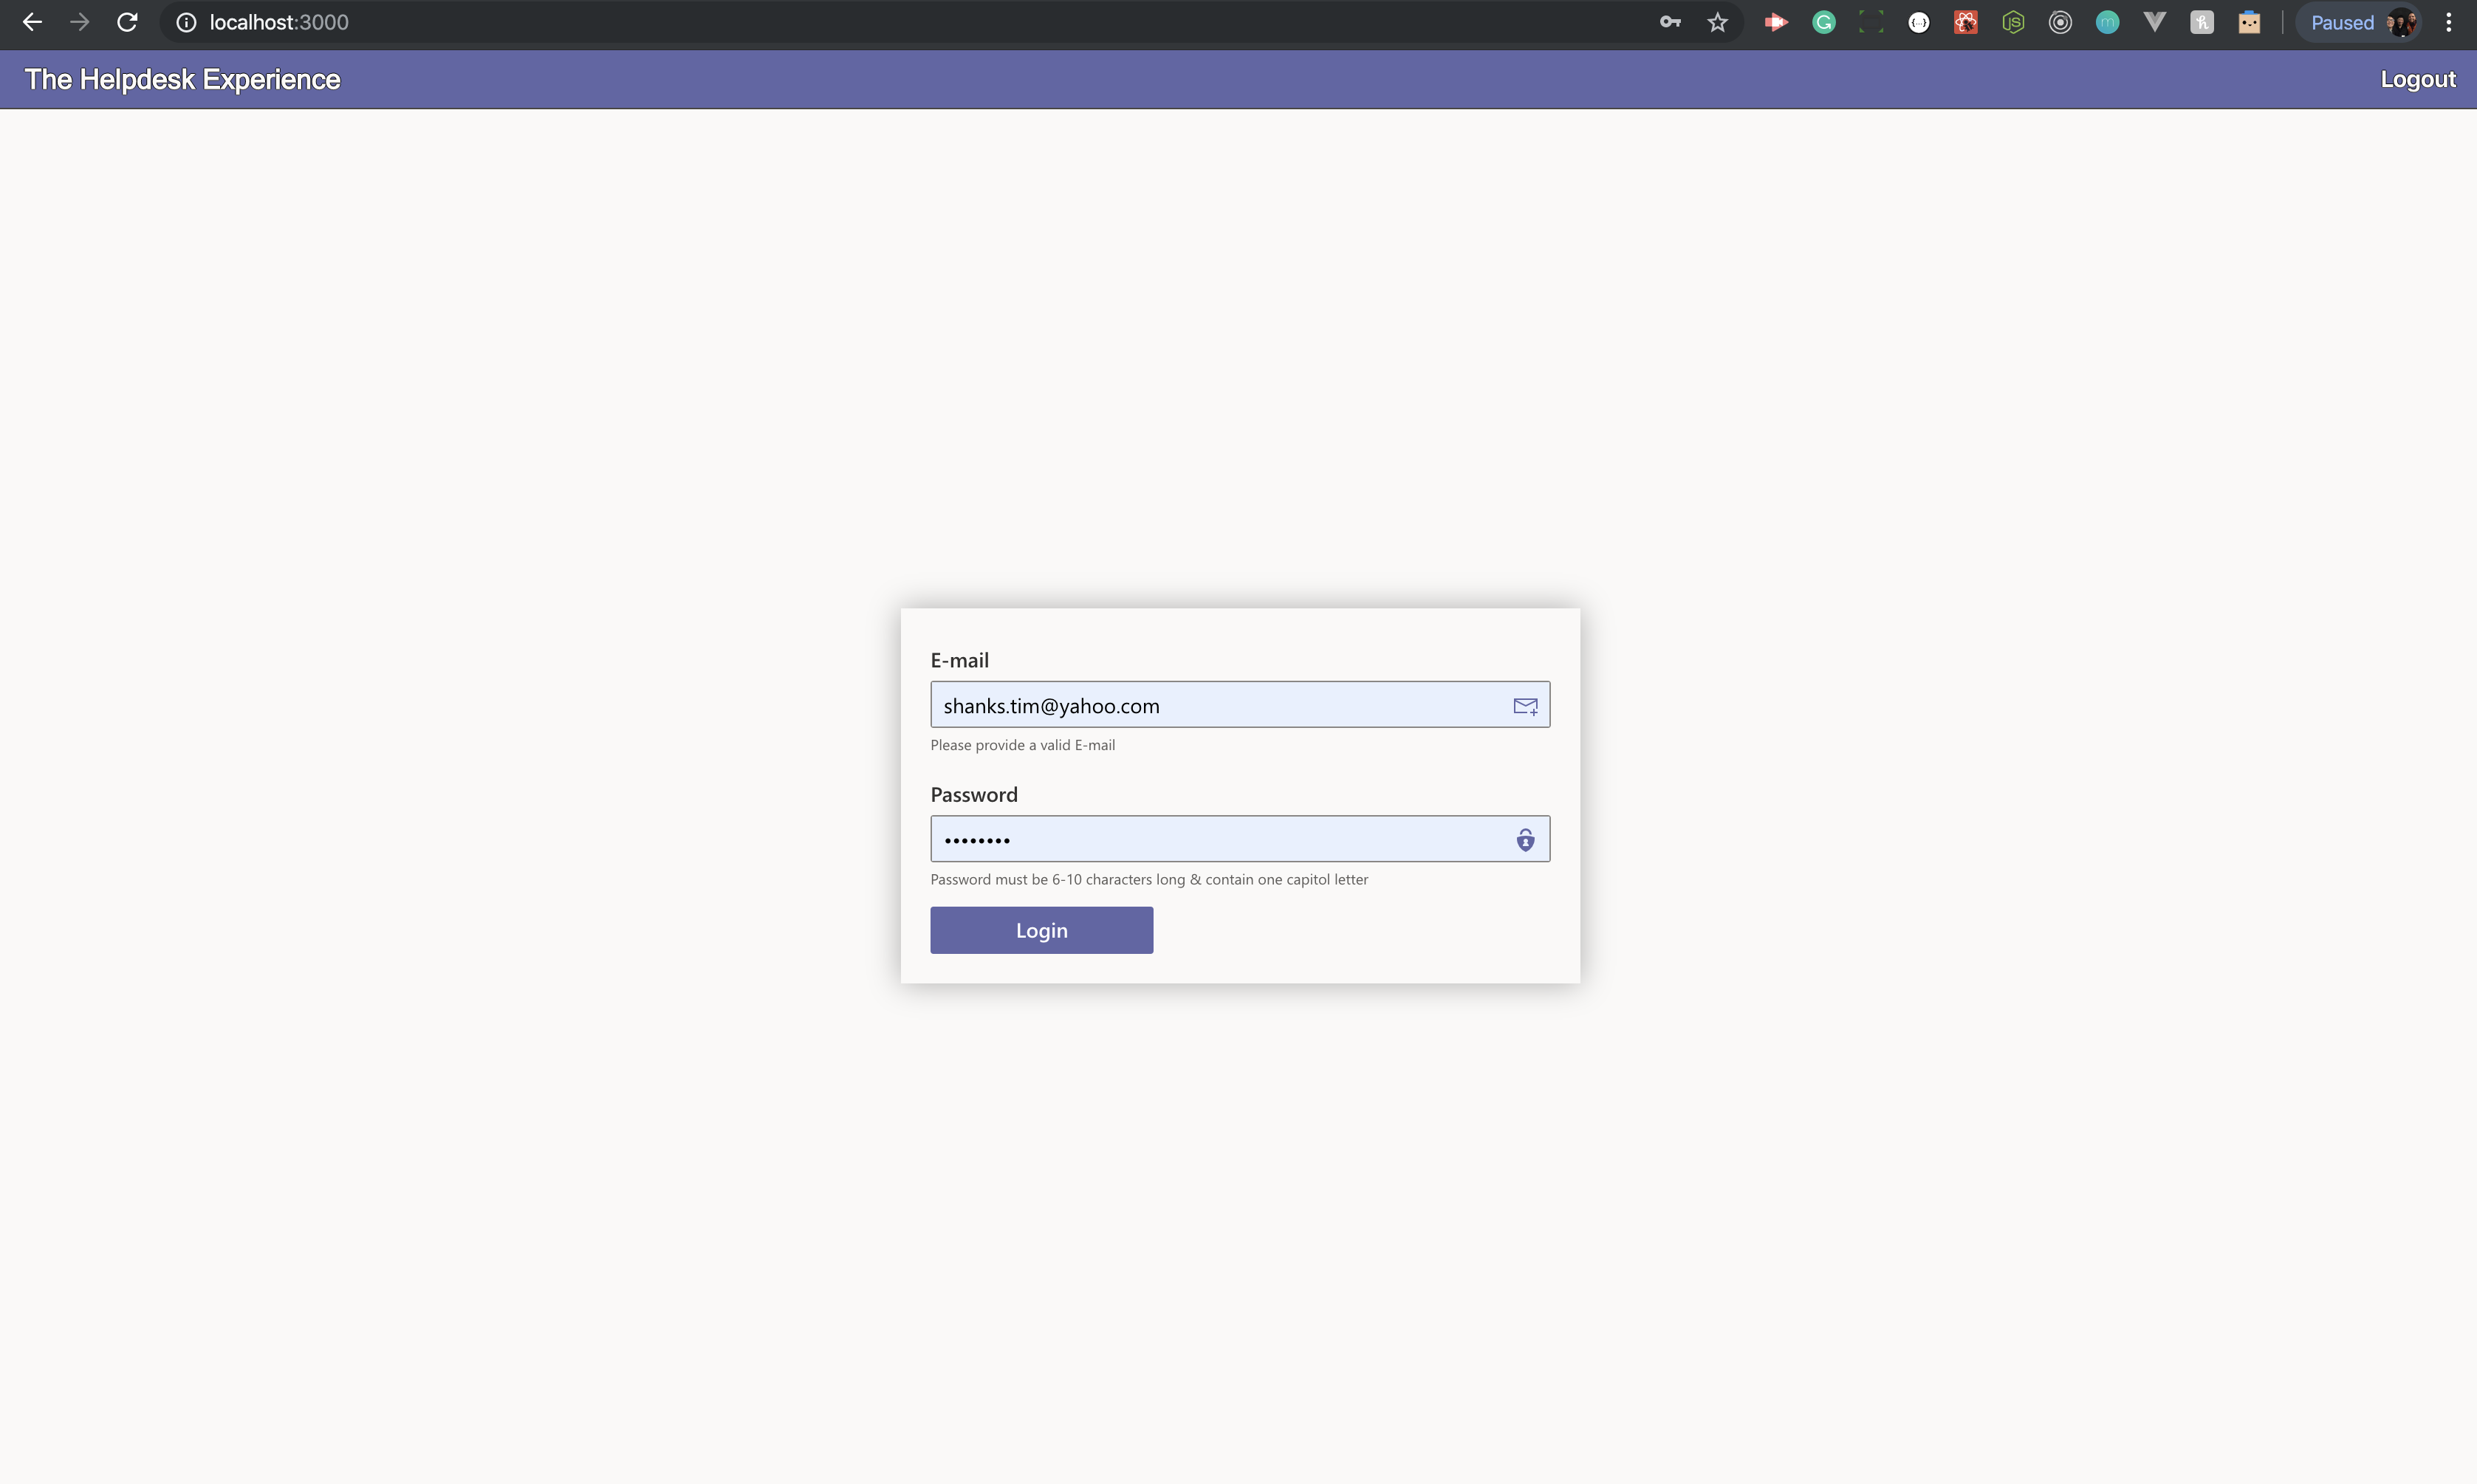 localhost:3000
Paused
The Helpdesk Experience
Logout
E-mail
shanks.tim@yahoo.com
Please provide a valid E-mail
Password
••••••••
Password must be 6-10 characters long & contain one capitol letter
Login